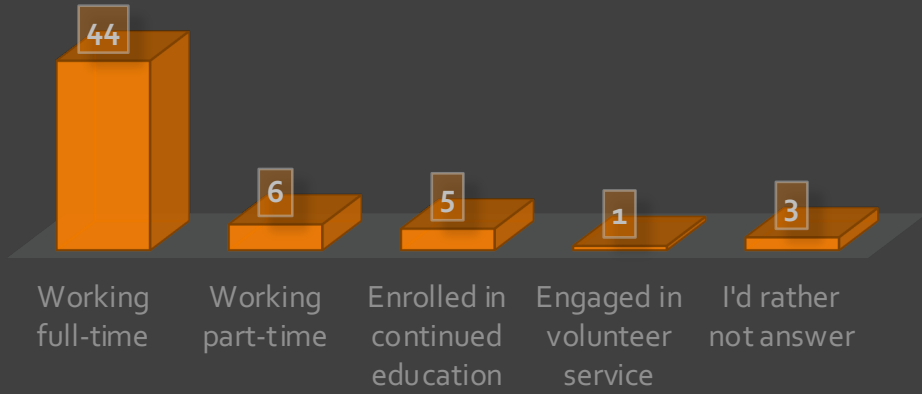 44
6
5
1
3
Working
full-time
Working
part-time
Enrolled in
continued
education
Engaged in
volunteer
service
I'd rather
not answer